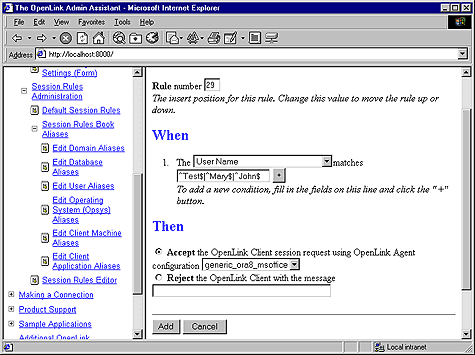 The OpenLink Admin Assistant - Microsoft Internet Explorer
File Edit View Favorites Tools Help
Address http://localhost:8000/
Settings (Form)
Session Rules
Administration
Default Session Rules
Session Rules Book
Aliases
Edit Domain Aliases
Edit Database
Aliases
Edit User Aliases
Edit Operating
System (Opsys)
Aliases
Edit Client Machine
Aliases
Edit Client
Application Aliases
Session Rules Editor
Making a Connection
Product Support
Sample Applications
Additional OpenLink
Rule number 29
The insert position for this rule. Change this value to move the rule up or
down.
When
1. The User Name matches
^Test$|^Mary$|^John$ +
To add a new condition, fill in the fields on this line and click the "+"
button.
Then
Accept the OpenLink Client session request using OpenLink Agent
configuration generic_ora8_msoffice
Reject the OpenLink Client with the message
Add Cancel
Local intranet